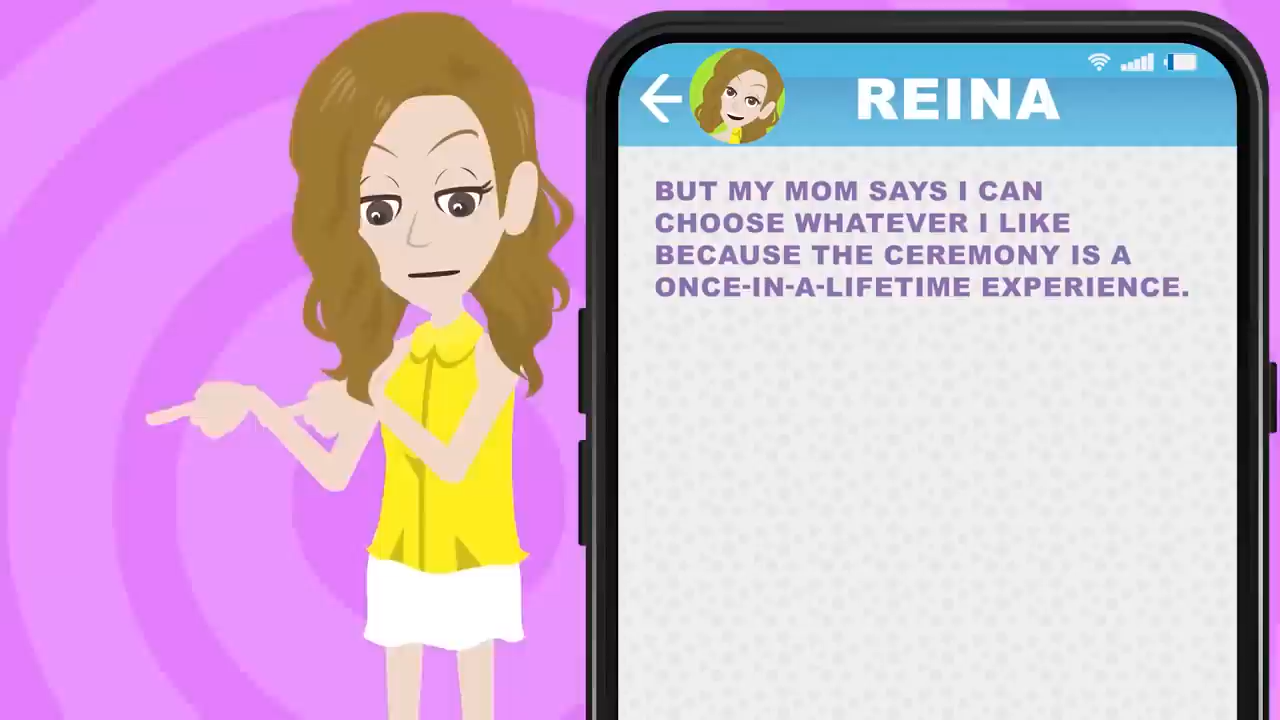 REINA
BUT MY MOM SAYS I CAN
CHOOSE WHATEVER I LIKE
BECAUSE THE CEREMONY IS A
ONCE-IN-A-LIFETIME EXPERIENCE.